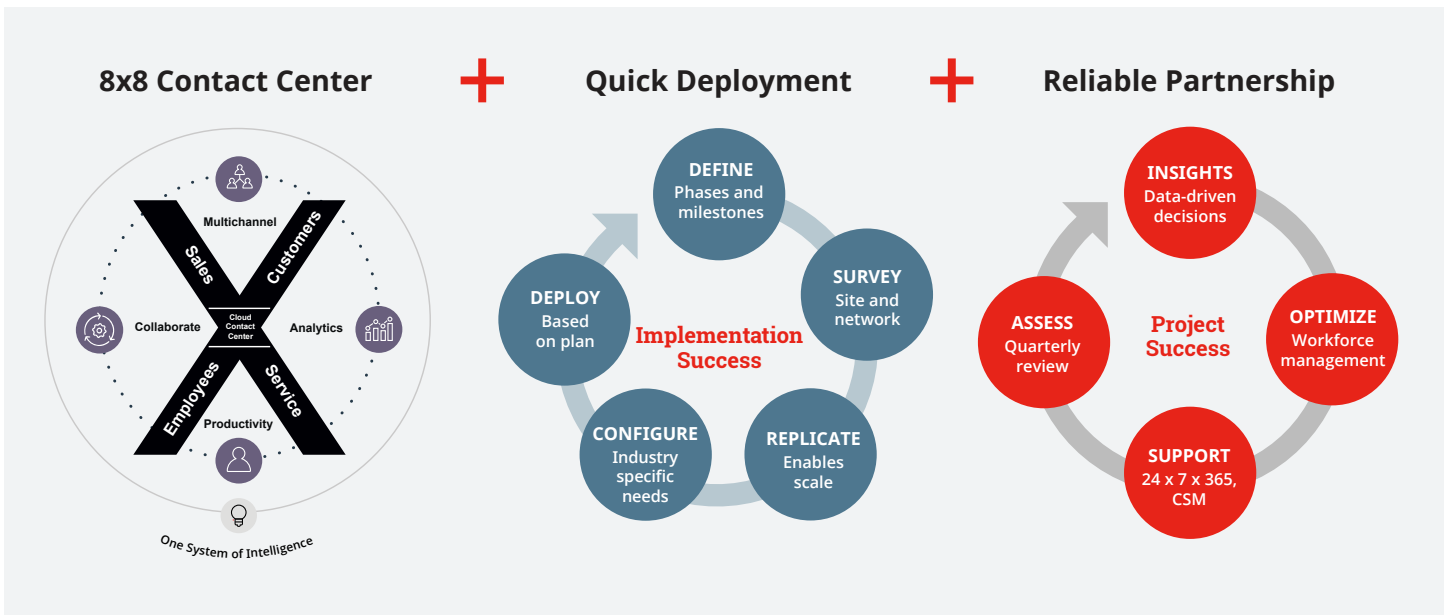 8x8 Contact Center
+
Quick Deployment
+
Reliable Partnership
Multichannel
Sales
Customers
Collaborate
Cloud
Contact
Center
Analytics
Employees
Service
Productivity
One System of Intelligence
DEFINE
Phases and
milestones
SURVEY
Site and
network
REPLICATE
Enables
scale
CONFIGURE
Industry
specific
needs
DEPLOY
Based
on plan
Implementation
Success
INSIGHTS
Data-driven
decisions
OPTIMIZE
Workforce
management
SUPPORT
24 x 7 x 365,
CSM
ASSESS
Quarterly
review
Project
Success